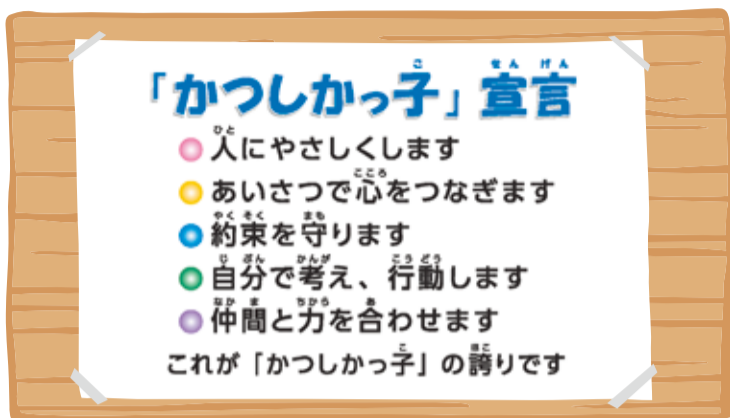 「かつしかっ子」宣言
人にやさしくします
あいさつで心をつなぎます
約束を守ります
自分で考え、行動します
仲間と力を合わせます
これが「かつしかっ子」の誇りです